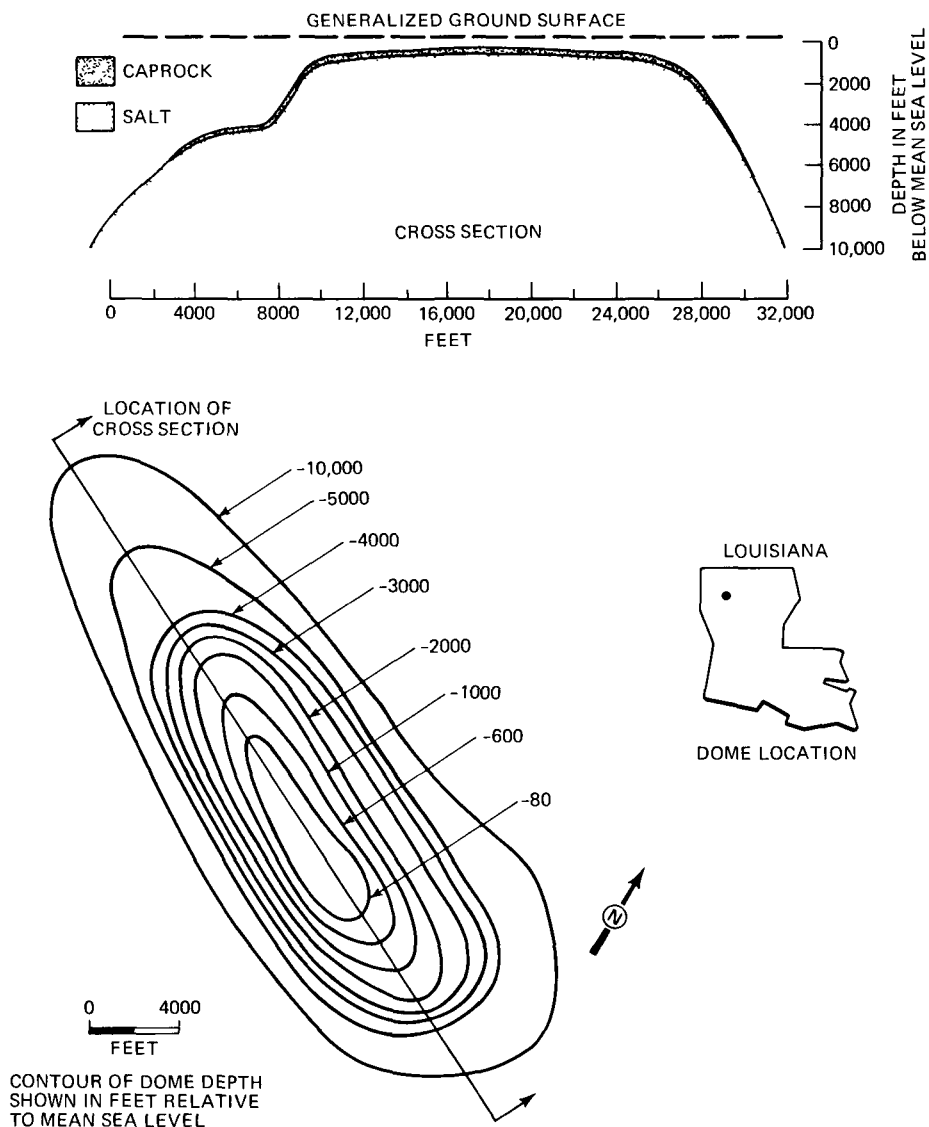 GENERALIZED GROUND SURFACE
CAPROCK
SALT
0
2000
4000
6000
8000
10,000
DEPTH IN FEET
BELOW MEAN SEA LEVEL
CROSS SECTION
0 4000 8000 12,000 16,000 20,000 24,000 28,000 32,000
FEET
LOCATION OF
CROSS SECTION
-10,000
-5000
-4000
-3000
-2000
-1000
-600
-80
LOUISIANA
DOME LOCATION
N
0 4000
FEET
CONTOUR OF DOME DEPTH
SHOWN IN FEET RELATIVE
TO MEAN SEA LEVEL